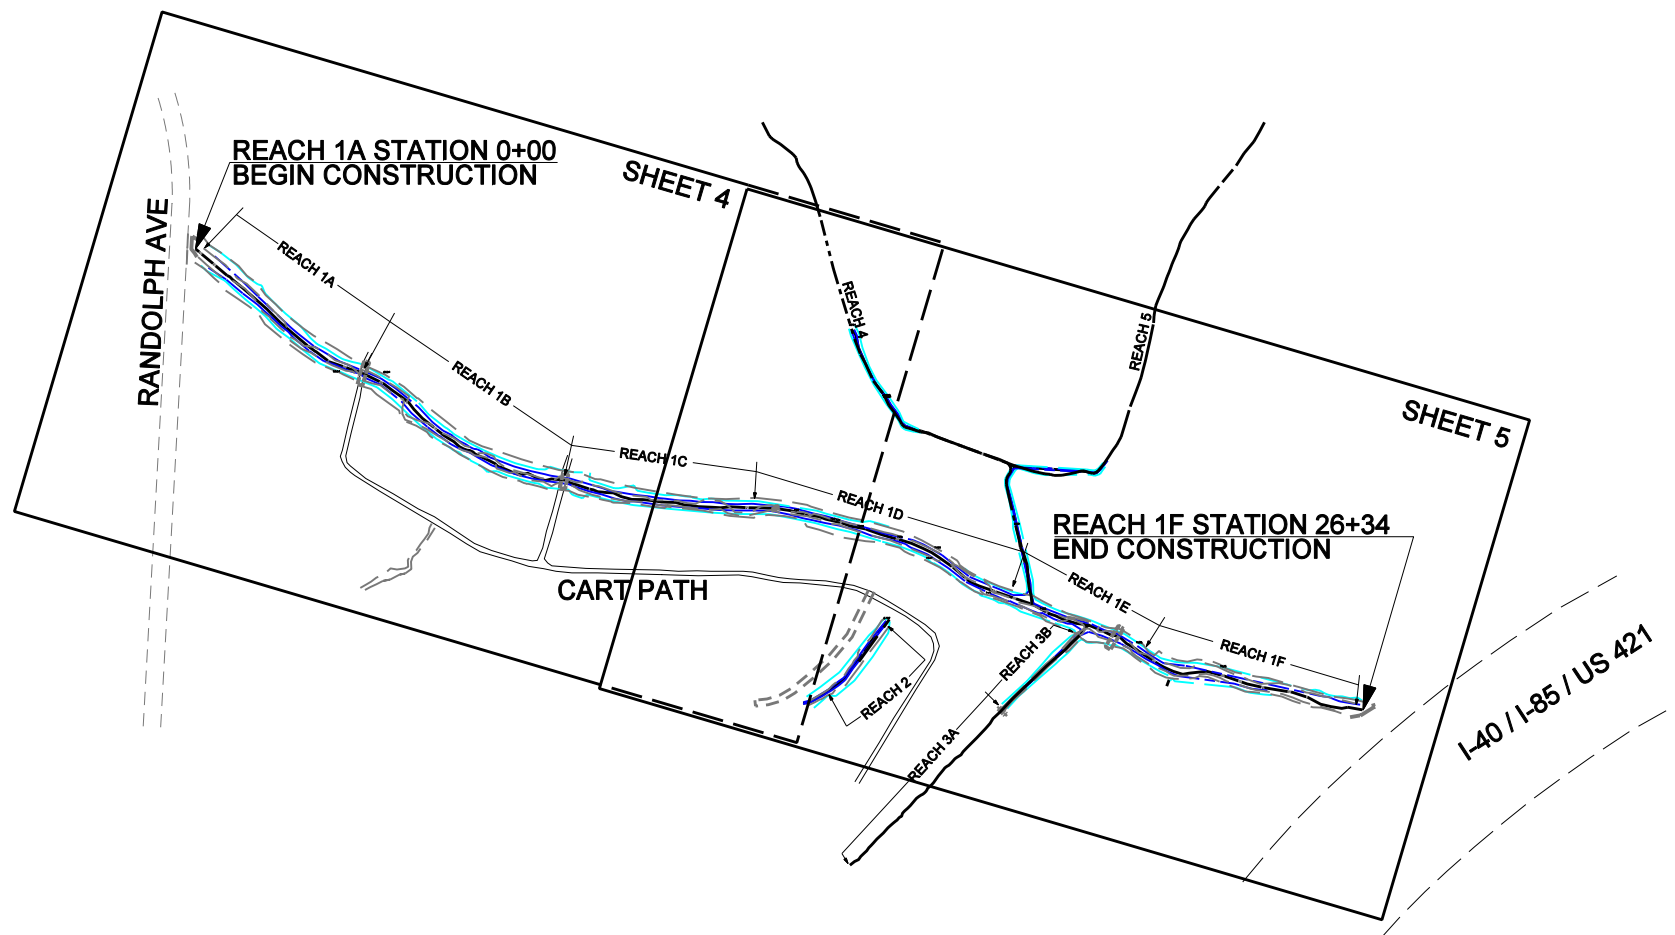 REACH 1A STATION 0+00
BEGIN CONSTRUCTION
SHEET 4
RANDOLPH AVE
REACH 1A
REACH 1B
REACH 1C
REACH 1D
REACH 4
REACH 5
SHEET 5
REACH 1F STATION 26+34
END CONSTRUCTION
CART PATH
REACH 1E
REACH 1F
REACH 3B
REACH 2
REACH 3A
I-40 / I-85 / US 421